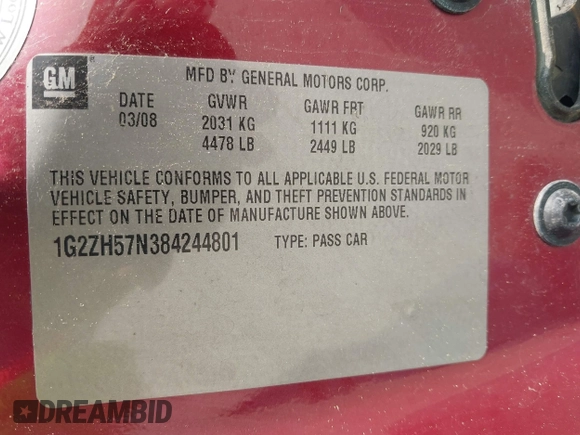 GM
MFD BY GENERAL MOTORS CORP.
DATE GVWR GAWR FRT GAWR RR
03/08 2031 KG 1111 KG 920 KG
4478 LB 2449 LB 2029 LB
THIS VEHICLE CONFORMS TO ALL APPLICABLE U.S. FEDERAL MOTOR
VEHICLE SAFETY, BUMPER, AND THEFT PREVENTION STANDARDS IN
EFFECT ON THE DATE OF MANUFACTURE SHOWN ABOVE.
1G2ZH57N384244801 TYPE: PASS CAR
DREAMBID